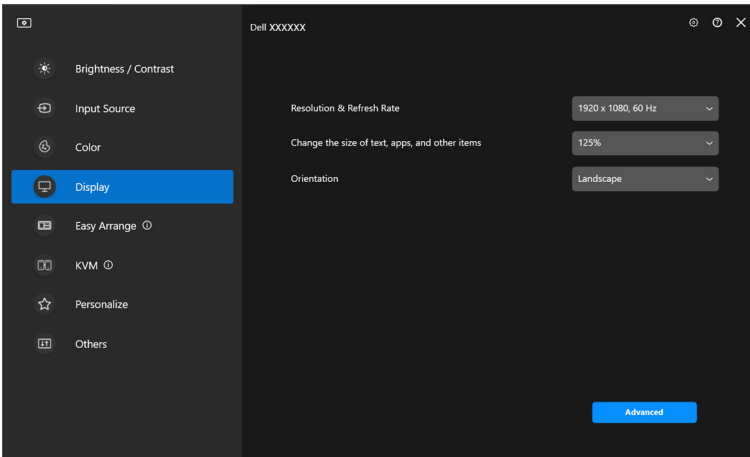 Dell XXXXXX
Brightness / Contrast
Input Source
Color
Display
Easy Arrange
KVM
Personalize
Others
Resolution & Refresh Rate
1920 x 1080, 60 Hz
Change the size of text, apps, and other items
125%
Orientation
Landscape
Advanced